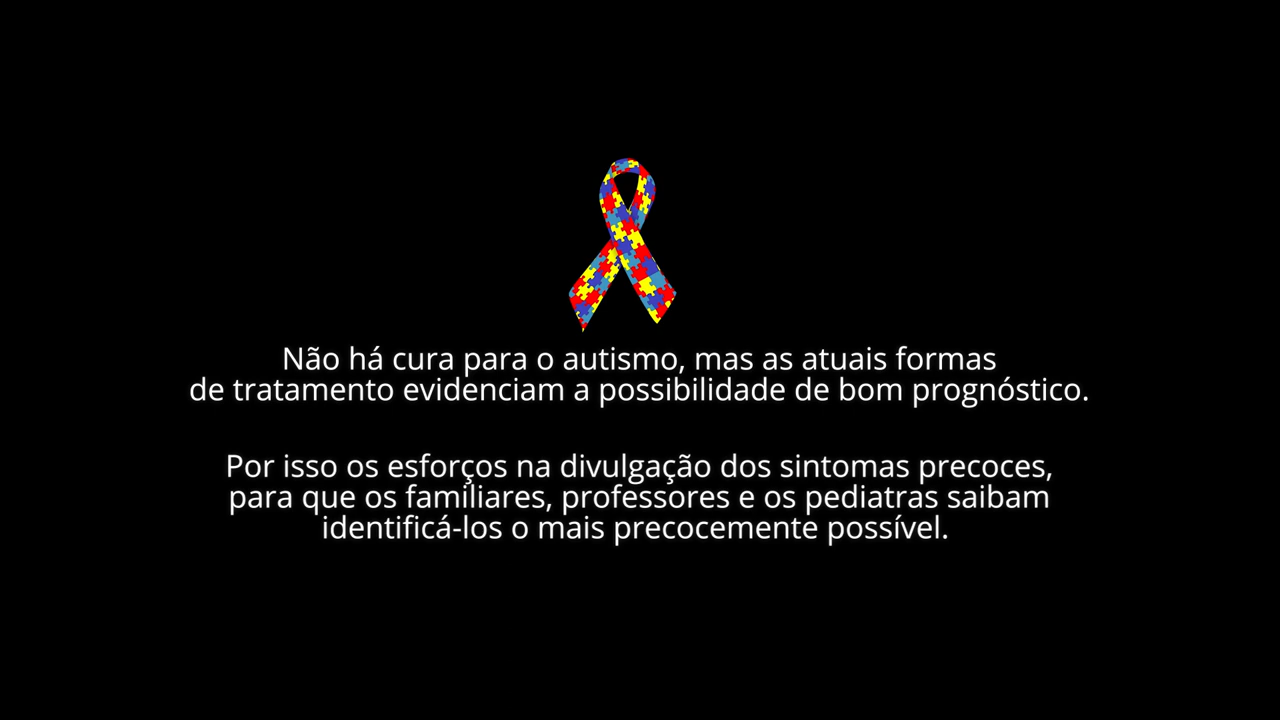 Não há cura para o autismo, mas as atuais formas
de tratamento evidenciam a possibilidade de bom prognóstico.
Por isso os esforços na divulgação dos sintomas precoces,
para que os familiares, professores e os pediatras saibam
identificá-los o mais precocemente possível.